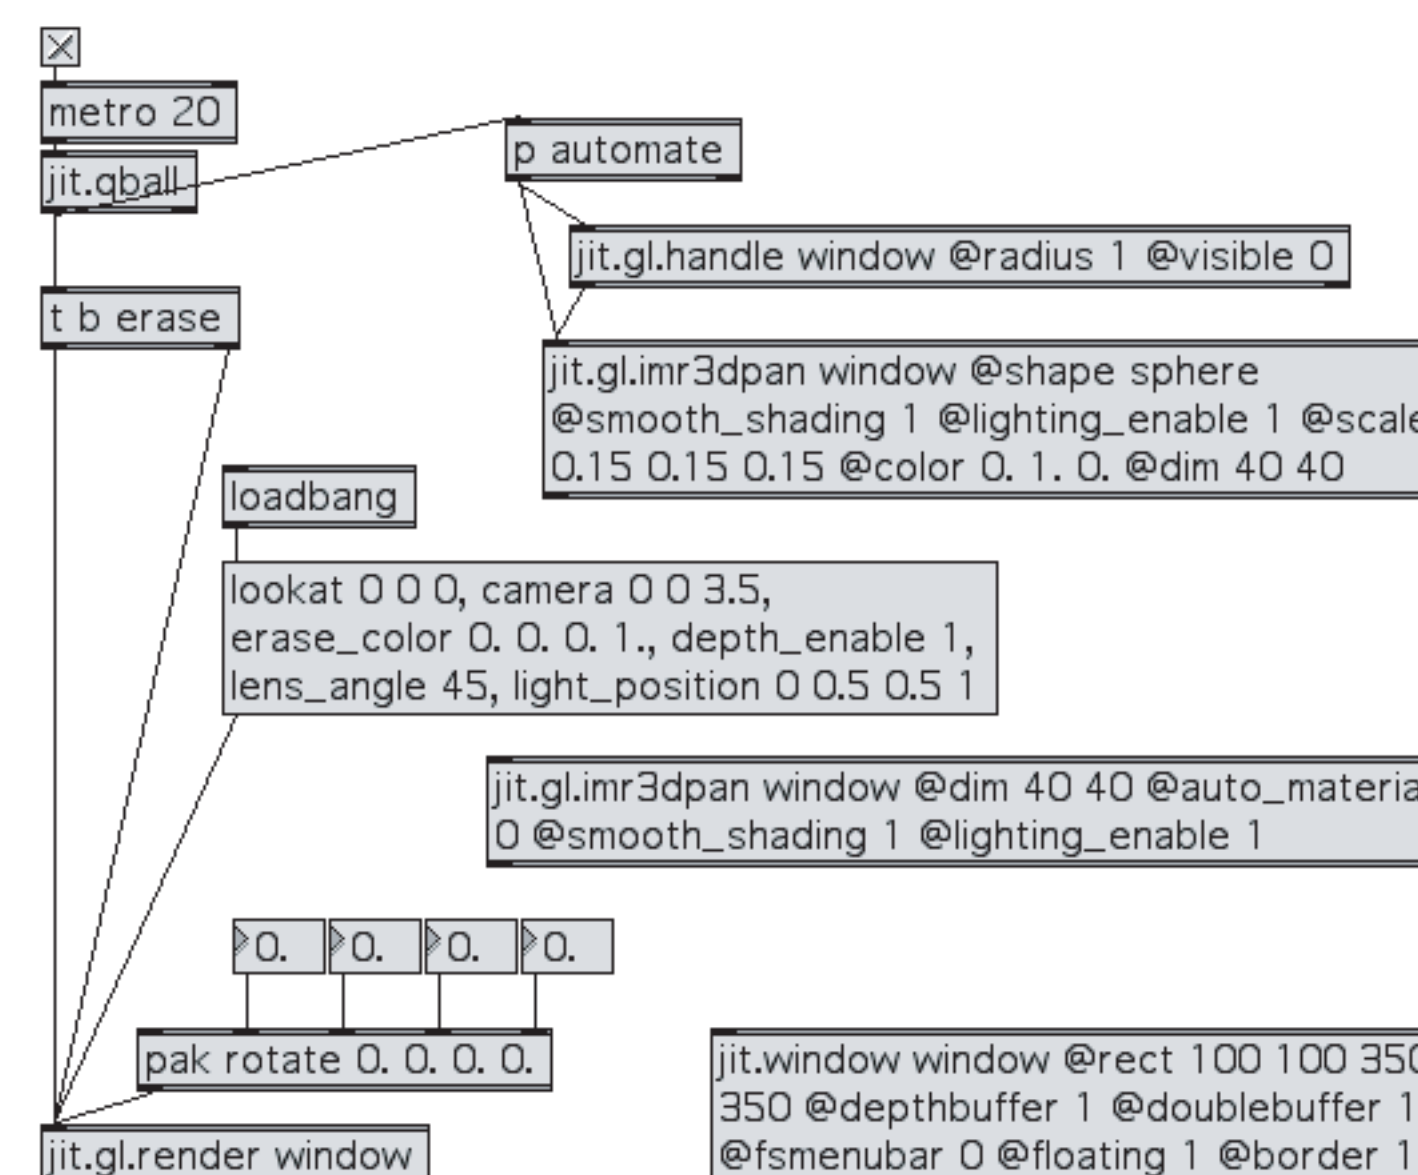 metro 20
jit.qball
p automate
jit.gl.handle window @radius 1 @visible 0
t b erase
jit.gl.imr3dpan window @shape sphere
@smooth_shading 1 @lighting_enable 1 @scale
0.15 0.15 0.15 @color 0. 1. 0. @dim 40 40
loadbang
lookat 0 0 0, camera 0 0 3.5,
erase_color 0. 0. 0. 1., depth_enable 1,
lens_angle 45, light_position 0 0.5 0.5 1
jit.gl.imr3dpan window @dim 40 40 @auto_materia
0 @smooth_shading 1 @lighting_enable 1
0. 0. 0. 0.
pak rotate 0. 0. 0. 0.
jit.window window @rect 100 100 350
350 @depthbuffer 1 @doublebuffer 1
@fsmenubar 0 @floating 1 @border 1
jit.gl.render window